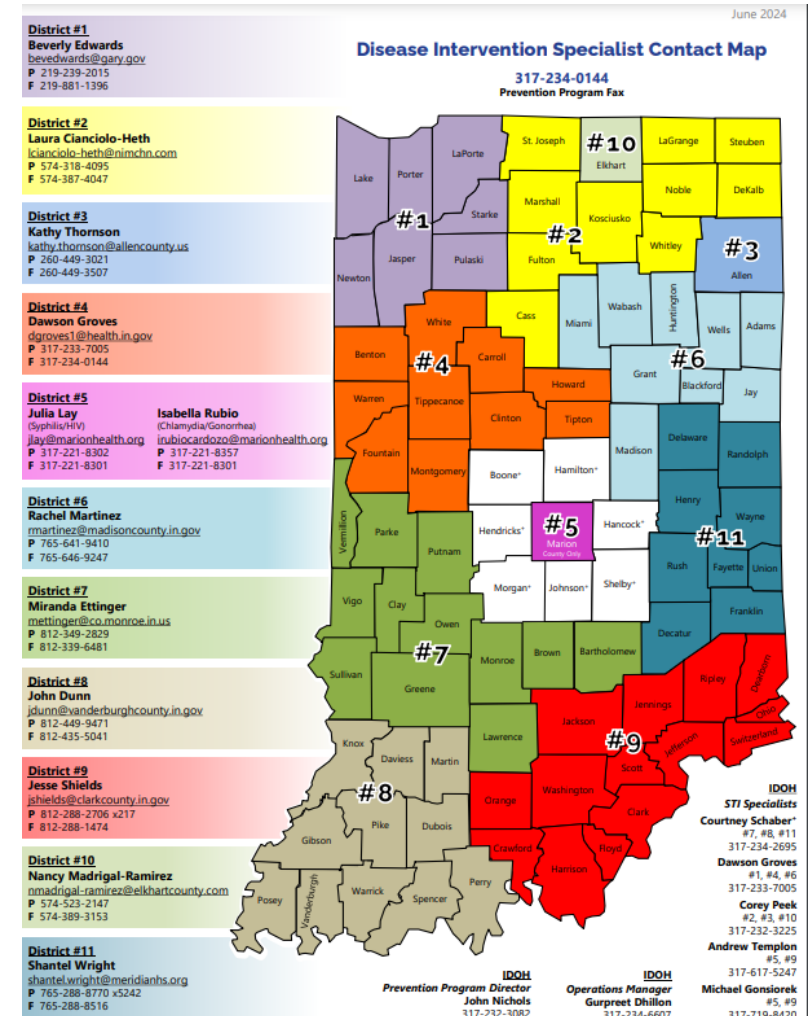 June 2024
Disease Intervention Specialist Contact Map
317-234-0144
Prevention Program Fax
District #1
Beverly Edwards
bevedwards@gary.gov
P 219-239-2015
F 219-881-1396
District #2
Laura Cianciolo-Heth
lcianciolo-heth@nimchn.com
P 574-318-4095
F 574-387-4047
District #3
Kathy Thornson
kathy.thornson@allencounty.us
P 260-449-3021
F 260-449-3507
District #4
Dawson Groves
dgroves1@health.in.gov
P 317-233-7005
F 317-234-0144
District #5
Julia Lay
(Syphilis/HIV)
jlay@marionhealth.org
P 317-221-8302
F 317-221-8301
Isabella Rubio
(Chlamydia/Gonorrhea)
irubiocardozo@marionhealth.org
P 317-221-8357
F 317-221-8301
District #6
Rachel Martinez
rmartinez@madisoncounty.in.gov
P 765-641-9410
F 765-646-9247
District #7
Miranda Ettinger
mettinger@co.monroe.in.us
P 812-349-2829
F 812-339-6481
District #8
John Dunn
jdunn@vanderburghcounty.in.gov
P 812-449-9471
F 812-435-5041
District #9
Jesse Shields
jshields@clarkcounty.in.gov
P 812-288-2706 x217
F 812-288-1474
District #10
Nancy Madrigal-Ramirez
nmadrigal-ramirez@elkhartcounty.com
P 574-523-2147
F 574-389-3153
District #11
Shantel Wright
shantel.wright@meridianhs.org
P 765-288-8770 x5242
F 765-288-8516
Lake
Porter
LaPorte
St. Joseph
#10
Elkhart
LaGrange
Steuben
Noble
DeKalb
Marshall
Kosciusko
Starke
#1
#2
Whitley
#3
Allen
Newton
Jasper
Pulaski
Fulton
White
Cass
Miami
Wabash
Huntington
Wells
Adams
Benton
#4
Carroll
#6
Grant
Blackford
Jay
Howard
Warren
Tippecanoe
Clinton
Tipton
Madison
Delaware
Randolph
Fountain
Montgomery
Boone+
Hamilton+
Henry
Wayne
Vermillion
Parke
Putnam
Hendricks+
#5
Marion
County Only
Hancock+
#11
Rush
Fayette
Union
Vigo
Clay
Owen
Morgan+
Johnson+
Shelby+
Franklin
Decatur
#7
Sullivan
Greene
Monroe
Brown
Bartholomew
Ripley
Dearborn
Jennings
Ohio
Switzerland
Jefferson
Jackson
#9
Scott
Lawrence
Knox
Daviess
Martin
#8
Orange
Washington
Clark
Pike
Dubois
Gibson
Crawford
Floyd
Harrison
Perry
Posey
Vanderburgh
Warrick
Spencer
IDOH
STI Specialists
Courtney Schaber+
#7, #8, #11
317-234-2695
Dawson Groves
#1, #4, #6
317-233-7005
Corey Peek
#2, #3, #10
317-232-3225
Andrew Templon
#5, #9
317-617-5247
Michael Gonsiorek
#5, #9
317-719-8420
IDOH
Prevention Program Director
John Nichols
317-232-3082
IDOH
Operations Manager
Gurpreet Dhillon
317-234-6607